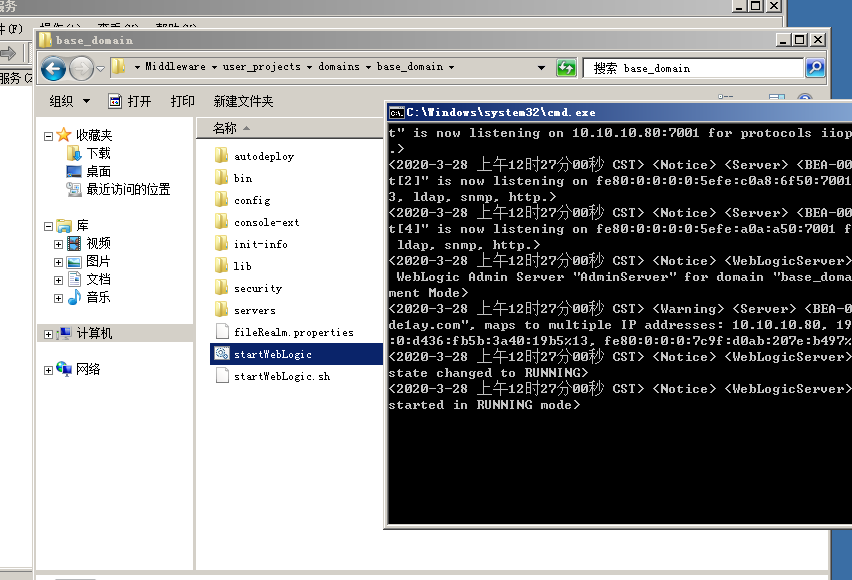 服务
件(F)
base_domain
服务(
Middleware
user_projects
domains
base_domain
搜索 base_domain
组织
打开
打印
新建文件夹
收藏夹
下载
桌面
最近访问的位置
库
视频
图片
文档
音乐
计算机
网络
名称
autodeploy
bin
config
console-ext
init-info
lib
security
servers
fileRealm.properties
startWebLogic
startWebLogic.sh
C:\Windows\system32\cmd.exe
t" is now listening on 10.10.10.80:7001 for protocols iiop
.>
<2020-3-28 上午12时27分00秒 CST> <Notice> <Server> <BEA-00
t[2]" is now listening on fe80:0:0:0:0:5efe:c0a8:6f50:7001
3, ldap, snmp, http.>
<2020-3-28 上午12时27分00秒 CST> <Notice> <Server> <BEA-00
t[4]" is now listening on fe80:0:0:0:0:5efe:a0a:a50:7001 f
ldap, snmp, http.>
<2020-3-28 上午12时27分00秒 CST> <Notice> <WebLogicServer>
WebLogic Admin Server "AdminServer" for domain "base_doma
ment Mode>
<2020-3-28 上午12时27分00秒 CST> <Warning> <Server> <BEA-0
de1ay.com", maps to multiple IP addresses: 10.10.10.80, 19
:0:d436:fb5b:3a40:19b5%13, fe80:0:0:0:7c9f:d0ab:207e:b497%
<2020-3-28 上午12时27分00秒 CST> <Notice> <WebLogicServer>
state changed to RUNNING>
<2020-3-28 上午12时27分00秒 CST> <Notice> <WebLogicServer>
started in RUNNING mode>